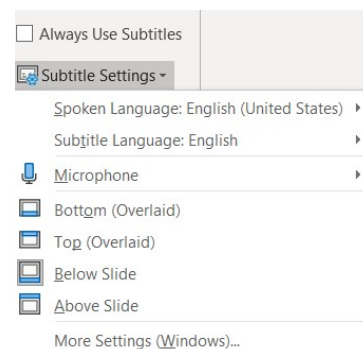 Always Use Subtitles
Subtitle Settings
Spoken Language: English (United States)
Subtitle Language: English
Microphone
Bottom (Overlaid)
Top (Overlaid)
Below Slide
Above Slide
More Settings (Windows)...